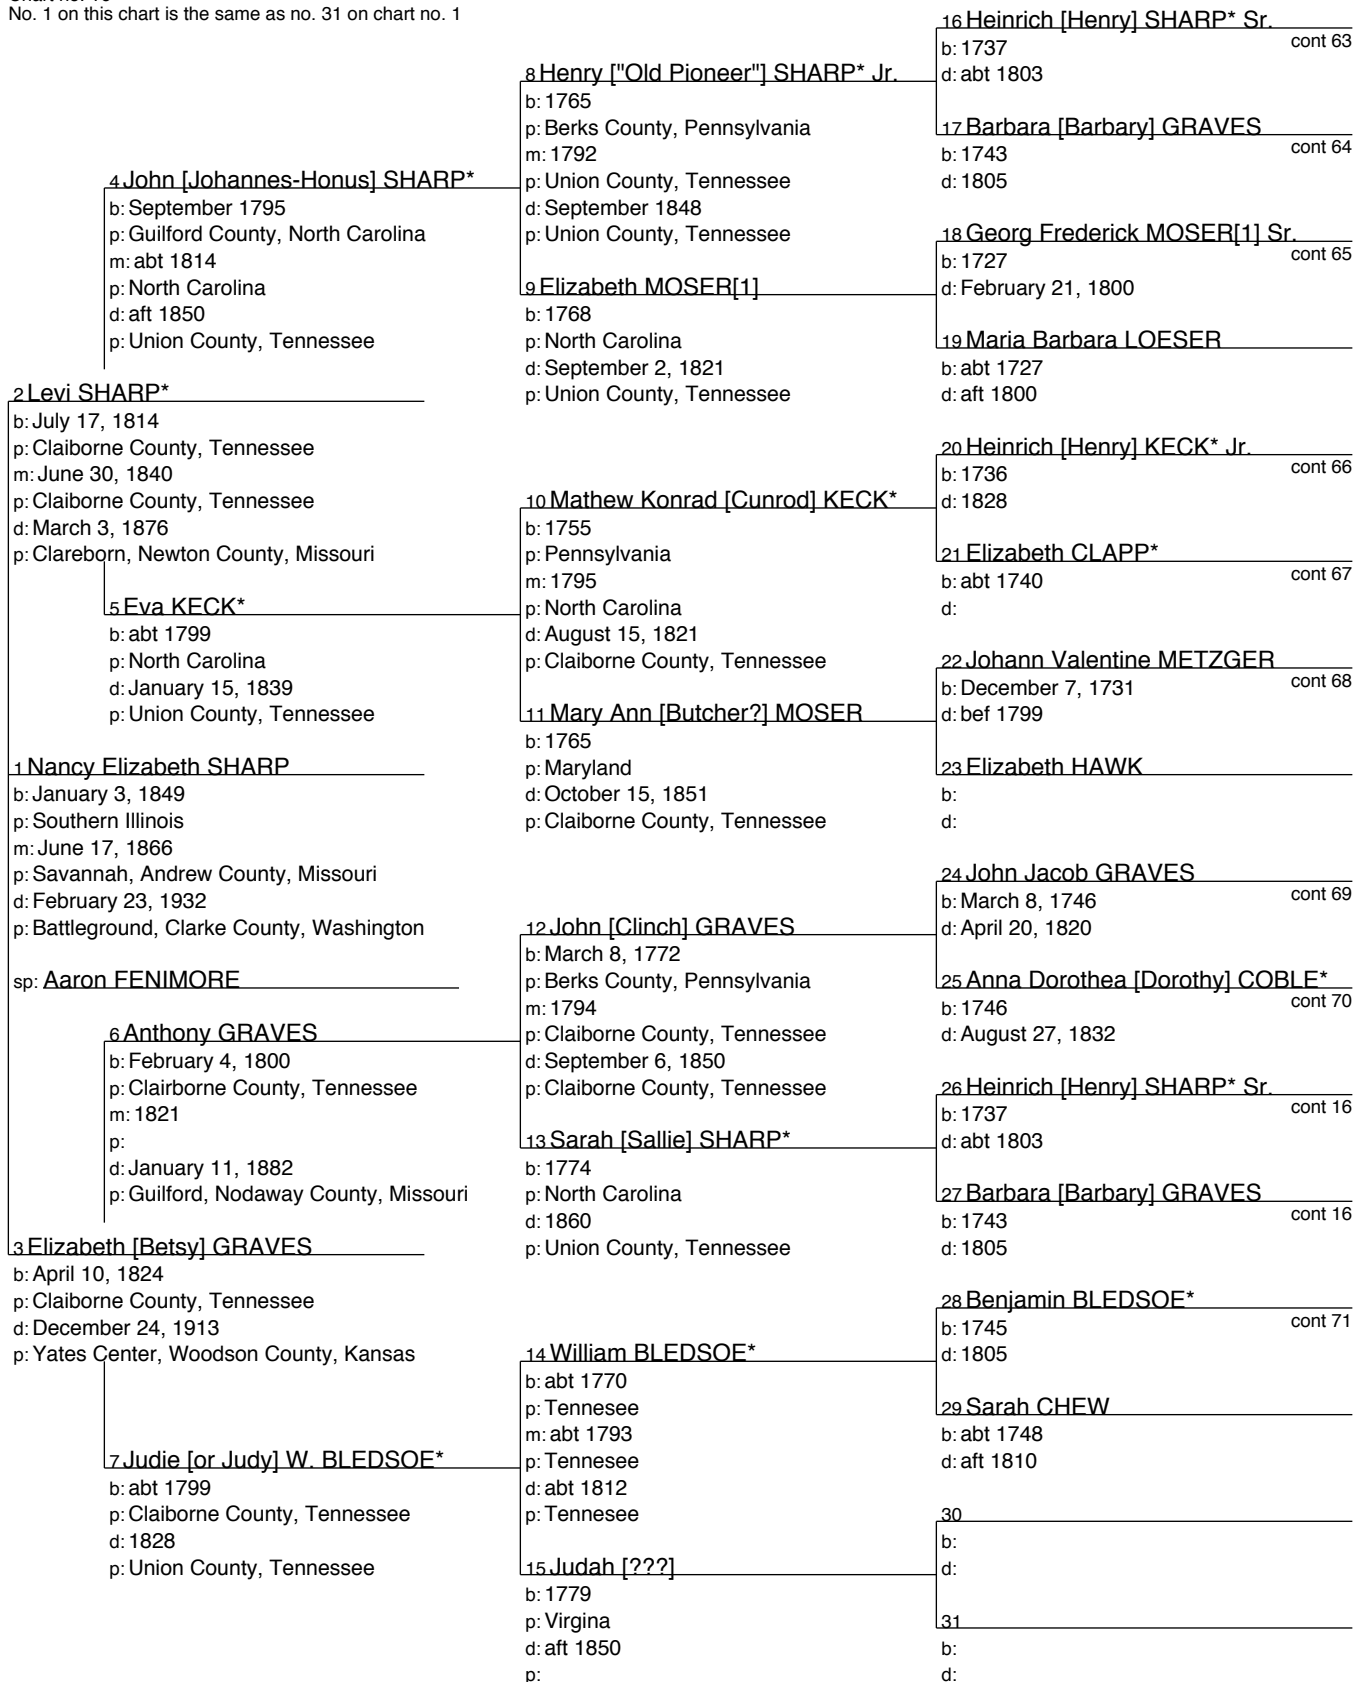 No. 1 on this chart is the same as no. 31 on chart no. 1
16 Heinrich [Henry] SHARP* Sr.
cont 63
b: 1737
d: abt 1803
8 Henry ["Old Pioneer"] SHARP* Jr.
b: 1765
p: Berks County, Pennsylvania
m: 1792
p: Union County, Tennessee
d: September 1848
p: Union County, Tennessee
17 Barbara [Barbary] GRAVES
cont 64
b: 1743
d: 1805
4 John [Johannes-Honus] SHARP*
b: September 1795
p: Guilford County, North Carolina
m: abt 1814
p: North Carolina
d: aft 1850
p: Union County, Tennessee
18 Georg Frederick MOSER[1] Sr.
cont 65
b: 1727
d: February 21, 1800
9 Elizabeth MOSER[1]
b: 1768
p: North Carolina
d: September 2, 1821
p: Union County, Tennessee
19 Maria Barbara LOESER
b: abt 1727
d: aft 1800
2 Levi SHARP*
b: July 17, 1814
p: Claiborne County, Tennessee
m: June 30, 1840
p: Claiborne County, Tennessee
d: March 3, 1876
p: Clareborn, Newton County, Missouri
20 Heinrich [Henry] KECK* Jr.
cont 66
b: 1736
d: 1828
10 Mathew Konrad [Cunrod] KECK*
b: 1755
p: Pennsylvania
m: 1795
p: North Carolina
d: August 15, 1821
p: Claiborne County, Tennessee
21 Elizabeth CLAPP*
cont 67
b: abt 1740
d:
5 Eva KECK*
b: abt 1799
p: North Carolina
d: January 15, 1839
p: Union County, Tennessee
22 Johann Valentine METZGER
cont 68
b: December 7, 1731
d: bef 1799
11 Mary Ann [Butcher?] MOSER
b: 1765
p: Maryland
d: October 15, 1851
p: Claiborne County, Tennessee
23 Elizabeth HAWK
b:
d:
1 Nancy Elizabeth SHARP
b: January 3, 1849
p: Southern Illinois
m: June 17, 1866
p: Savannah, Andrew County, Missouri
d: February 23, 1932
p: Battleground, Clarke County, Washington
sp: Aaron FENIMORE
24 John Jacob GRAVES
cont 69
b: March 8, 1746
d: April 20, 1820
12 John [Clinch] GRAVES
b: March 8, 1772
p: Berks County, Pennsylvania
m: 1794
p: Claiborne County, Tennessee
d: September 6, 1850
p: Claiborne County, Tennessee
25 Anna Dorothea [Dorothy] COBLE*
cont 70
b: 1746
d: August 27, 1832
6 Anthony GRAVES
b: February 4, 1800
p: Clairborne County, Tennessee
m: 1821
p:
d: January 11, 1882
p: Guilford, Nodaway County, Missouri
26 Heinrich [Henry] SHARP* Sr.
cont 16
b: 1737
d: abt 1803
13 Sarah [Sallie] SHARP*
b: 1774
p: North Carolina
d: 1860
p: Union County, Tennessee
27 Barbara [Barbary] GRAVES
cont 16
b: 1743
d: 1805
3 Elizabeth [Betsy] GRAVES
b: April 10, 1824
p: Claiborne County, Tennessee
d: December 24, 1913
p: Yates Center, Woodson County, Kansas
28 Benjamin BLEDSOE*
cont 71
b: 1745
d: 1805
14 William BLEDSOE*
b: abt 1770
p: Tennesee
m: abt 1793
p: Tennesee
d: abt 1812
p: Tennesee
29 Sarah CHEW
b: abt 1748
d: aft 1810
7 Judie [or Judy] W. BLEDSOE*
b: abt 1799
p: Claiborne County, Tennessee
d: 1828
p: Union County, Tennessee
30
b:
d:
15 Judah [???]
b: 1779
p: Virgina
d: aft 1850
p:
31
b:
d: